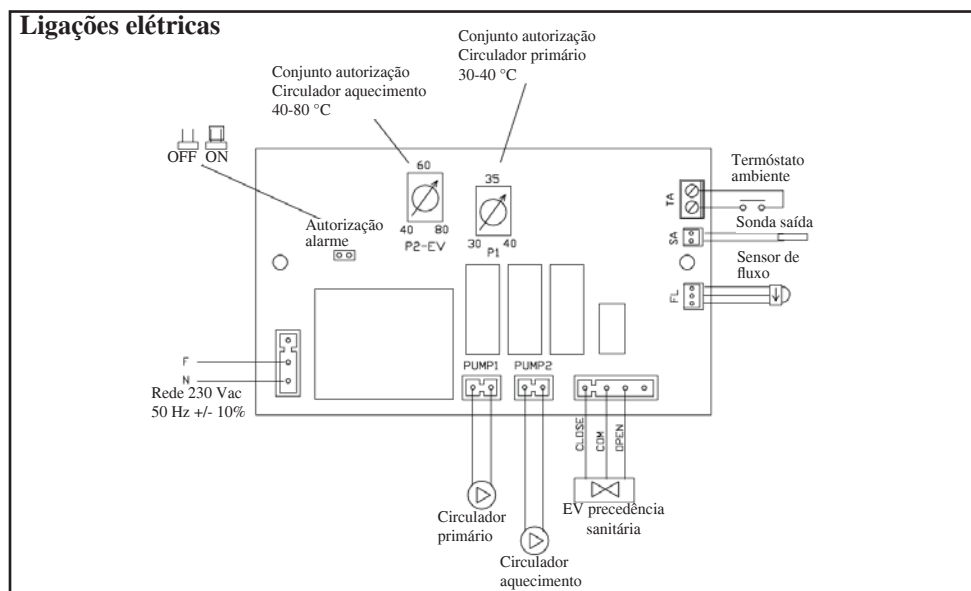 Ligações elétricas
Conjunto autorização
Circulador primário
30-40 °C
Conjunto autorização
Circulador aquecimento
40-80 °C
OFF ON
60
40 80
P2-EV
35
30 40
P1
Autorização
alarme
Termóstato
ambiente
TA
Sonda saída
SA
Sensor de
fluxo
FL
F
N
Rede 230 Vac
50 Hz +/- 10%
PUMP1 PUMP2
CLOSE
COM
OPEN
Circulador
primário
EV precedência
sanitária
Circulador
aquecimento